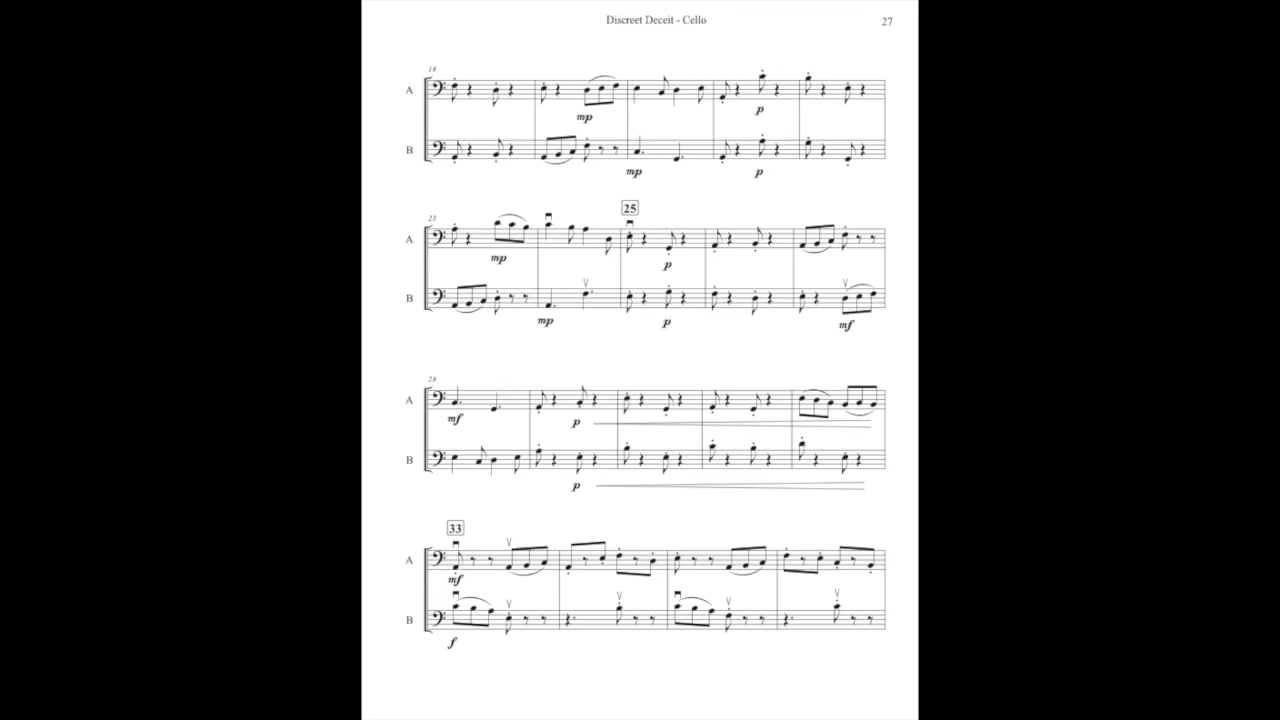 Discreet Deceit - Cello 27
18
A
mp p
B
mp p
25
23
A
mp p
B
mp p mf
28
A
mf p
B
p
33
A
mf
B
f